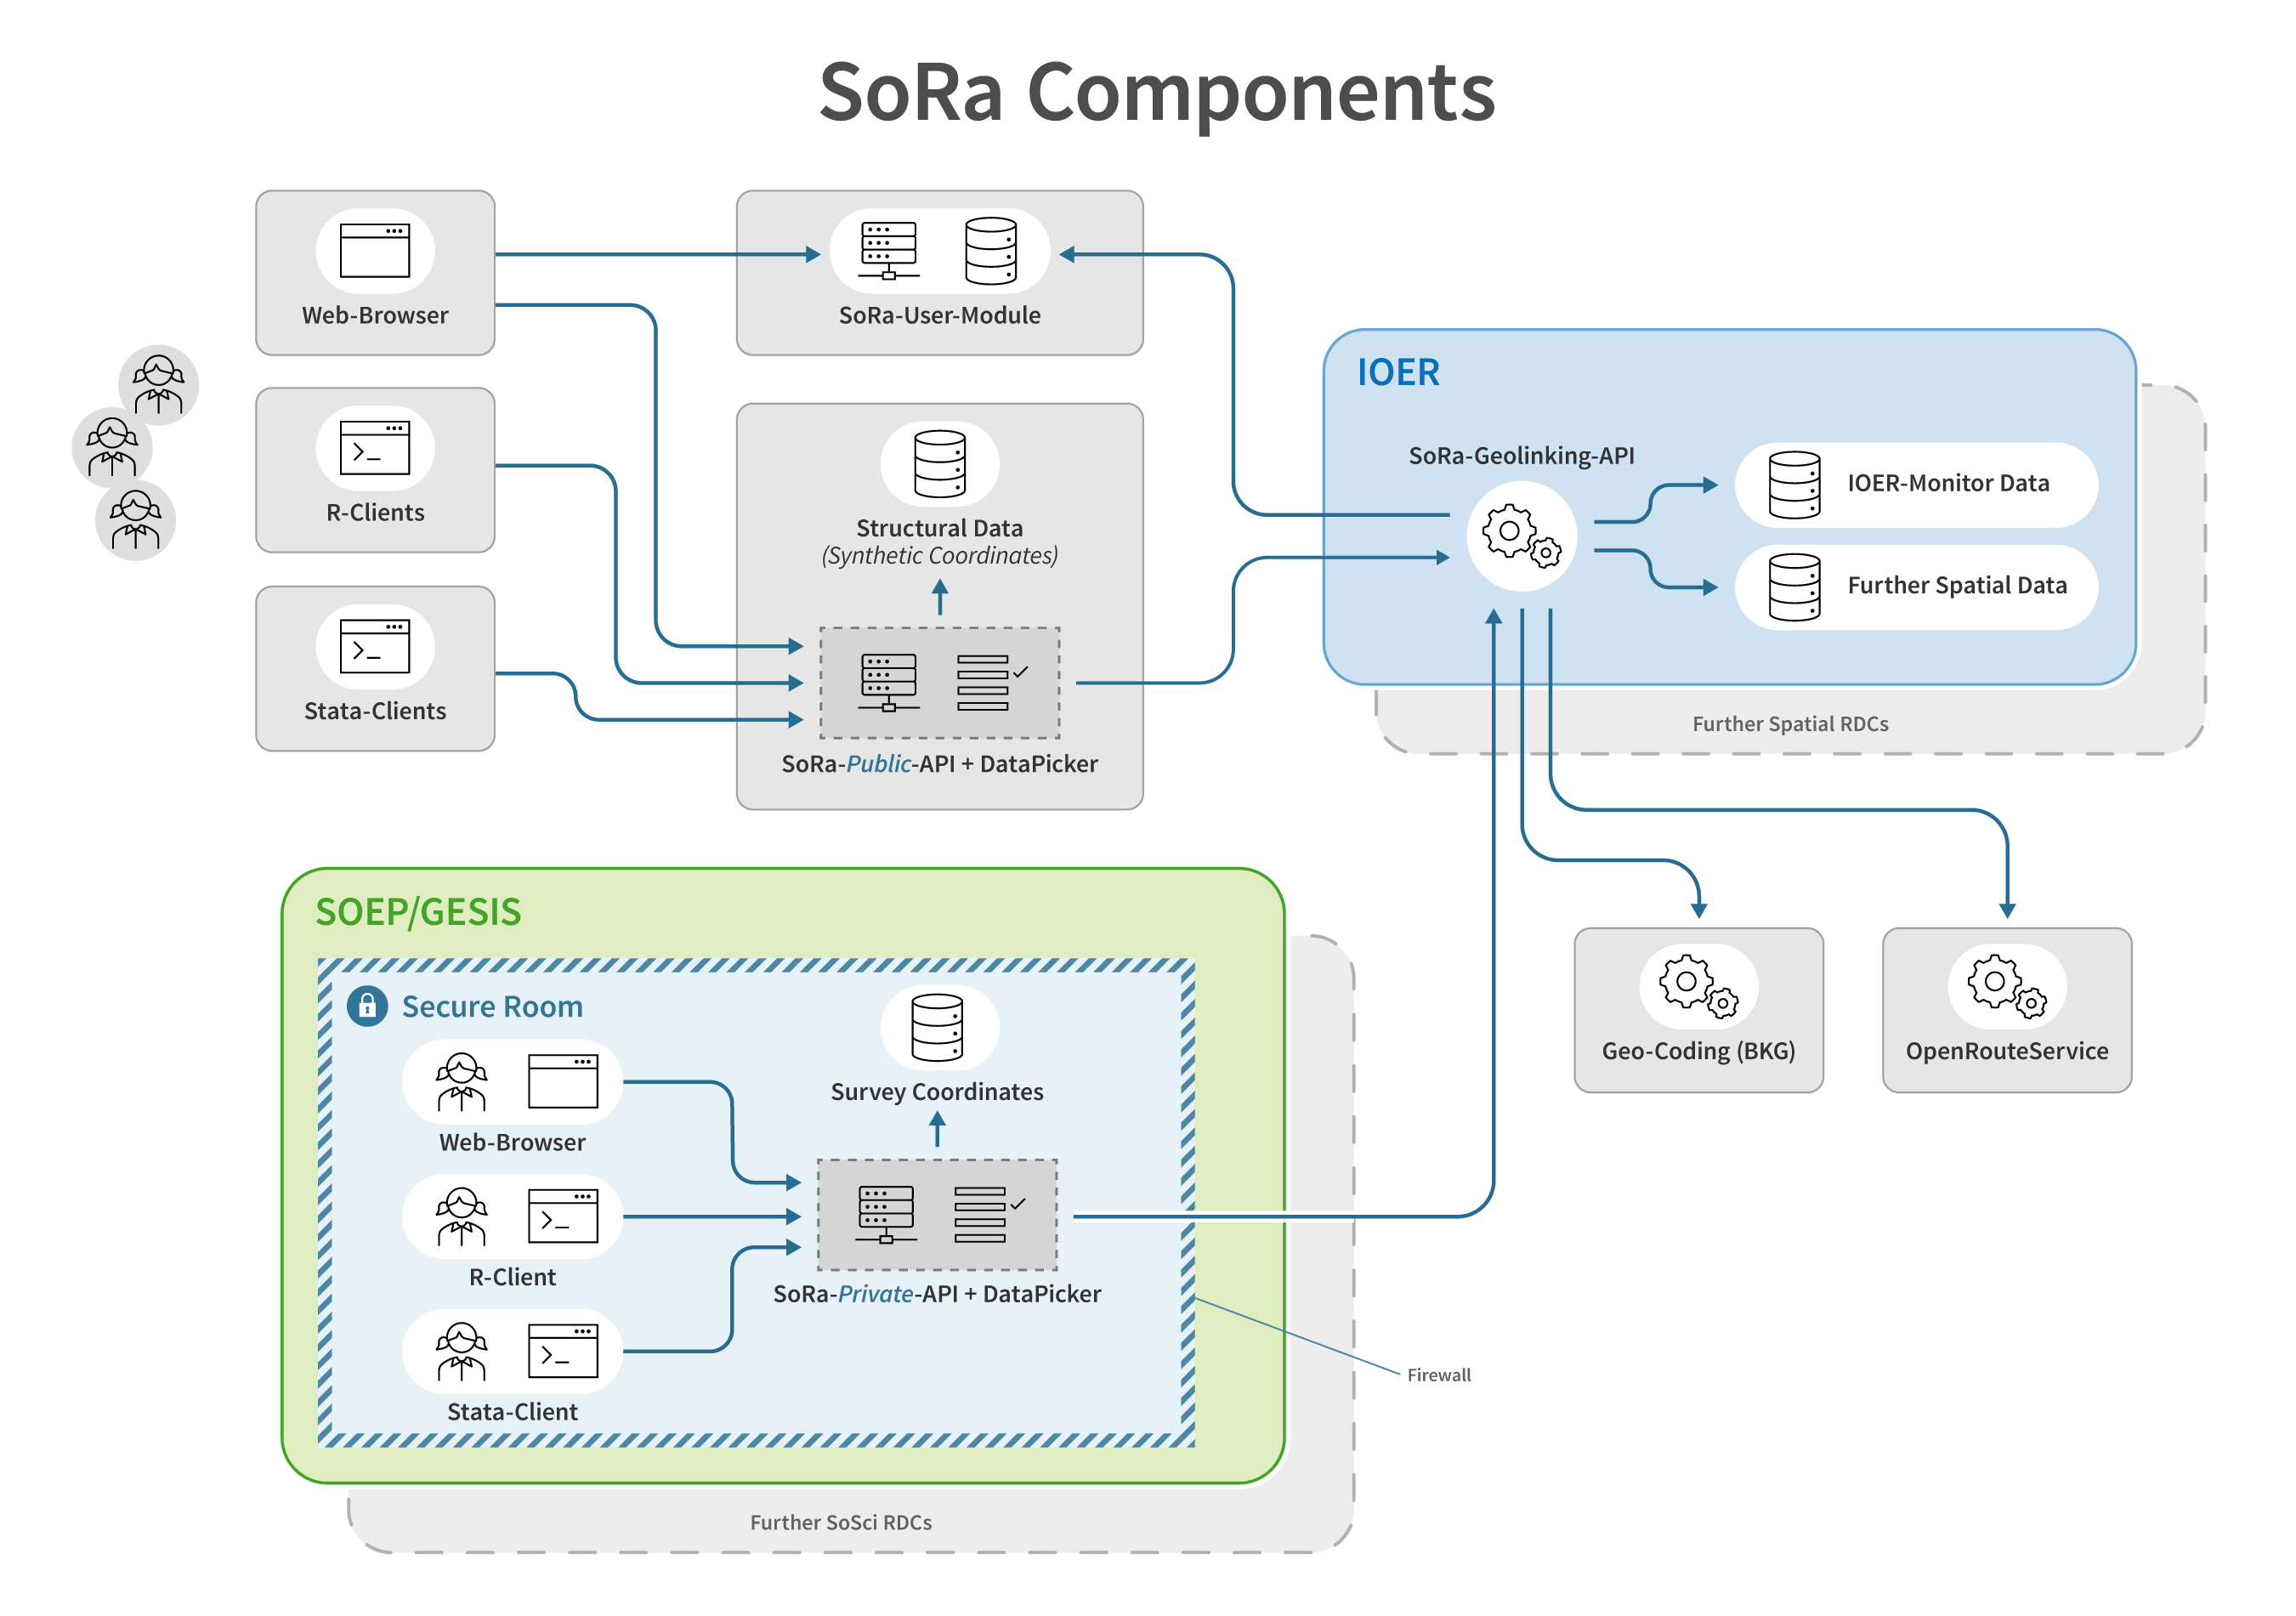 SoRa Components
Web-Browser
SoRa-User-Module
R-Clients
Stata-Clients
Structural Data
(Synthetic Coordinates)
SoRa-Public-API + DataPicker
IOER
SoRa-Geolinking-API
IOER-Monitor Data
Further Spatial Data
Further Spatial RDCs
Geo-Coding (BKG)
OpenRouteService
SOEP/GESIS
Secure Room
Web-Browser
R-Client
Stata-Client
Survey Coordinates
SoRa-Private-API + DataPicker
Firewall
Further SoSci RDCs